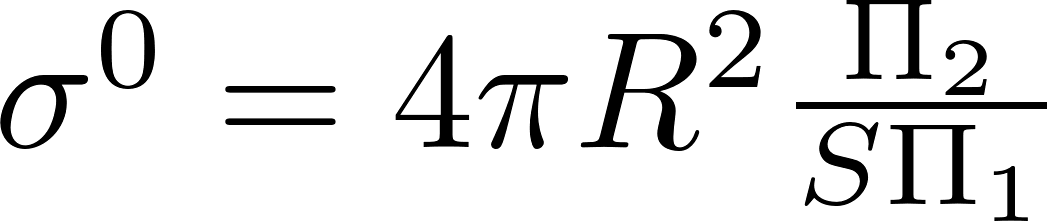 σ⁰ = 4πR² Π₂
SΠ₁